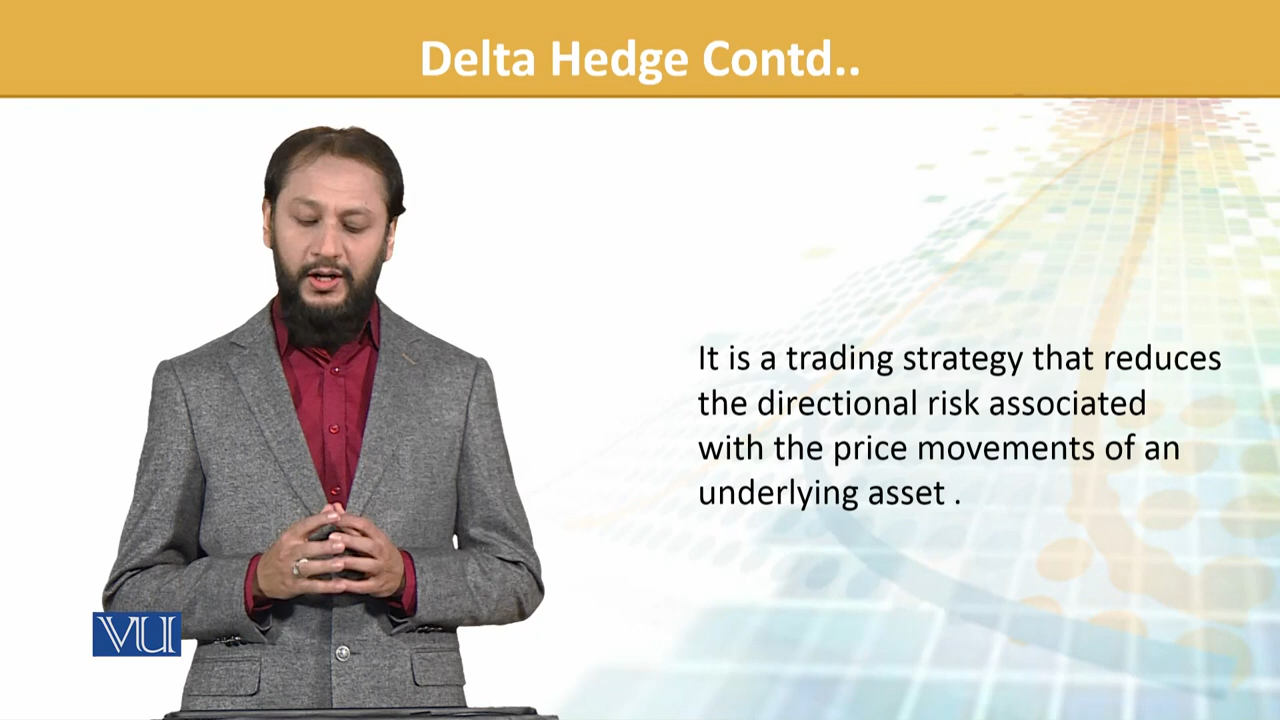 Delta Hedge Contd..
It is a trading strategy that reduces
the directional risk associated
with the price movements of an
underlying asset .
VU